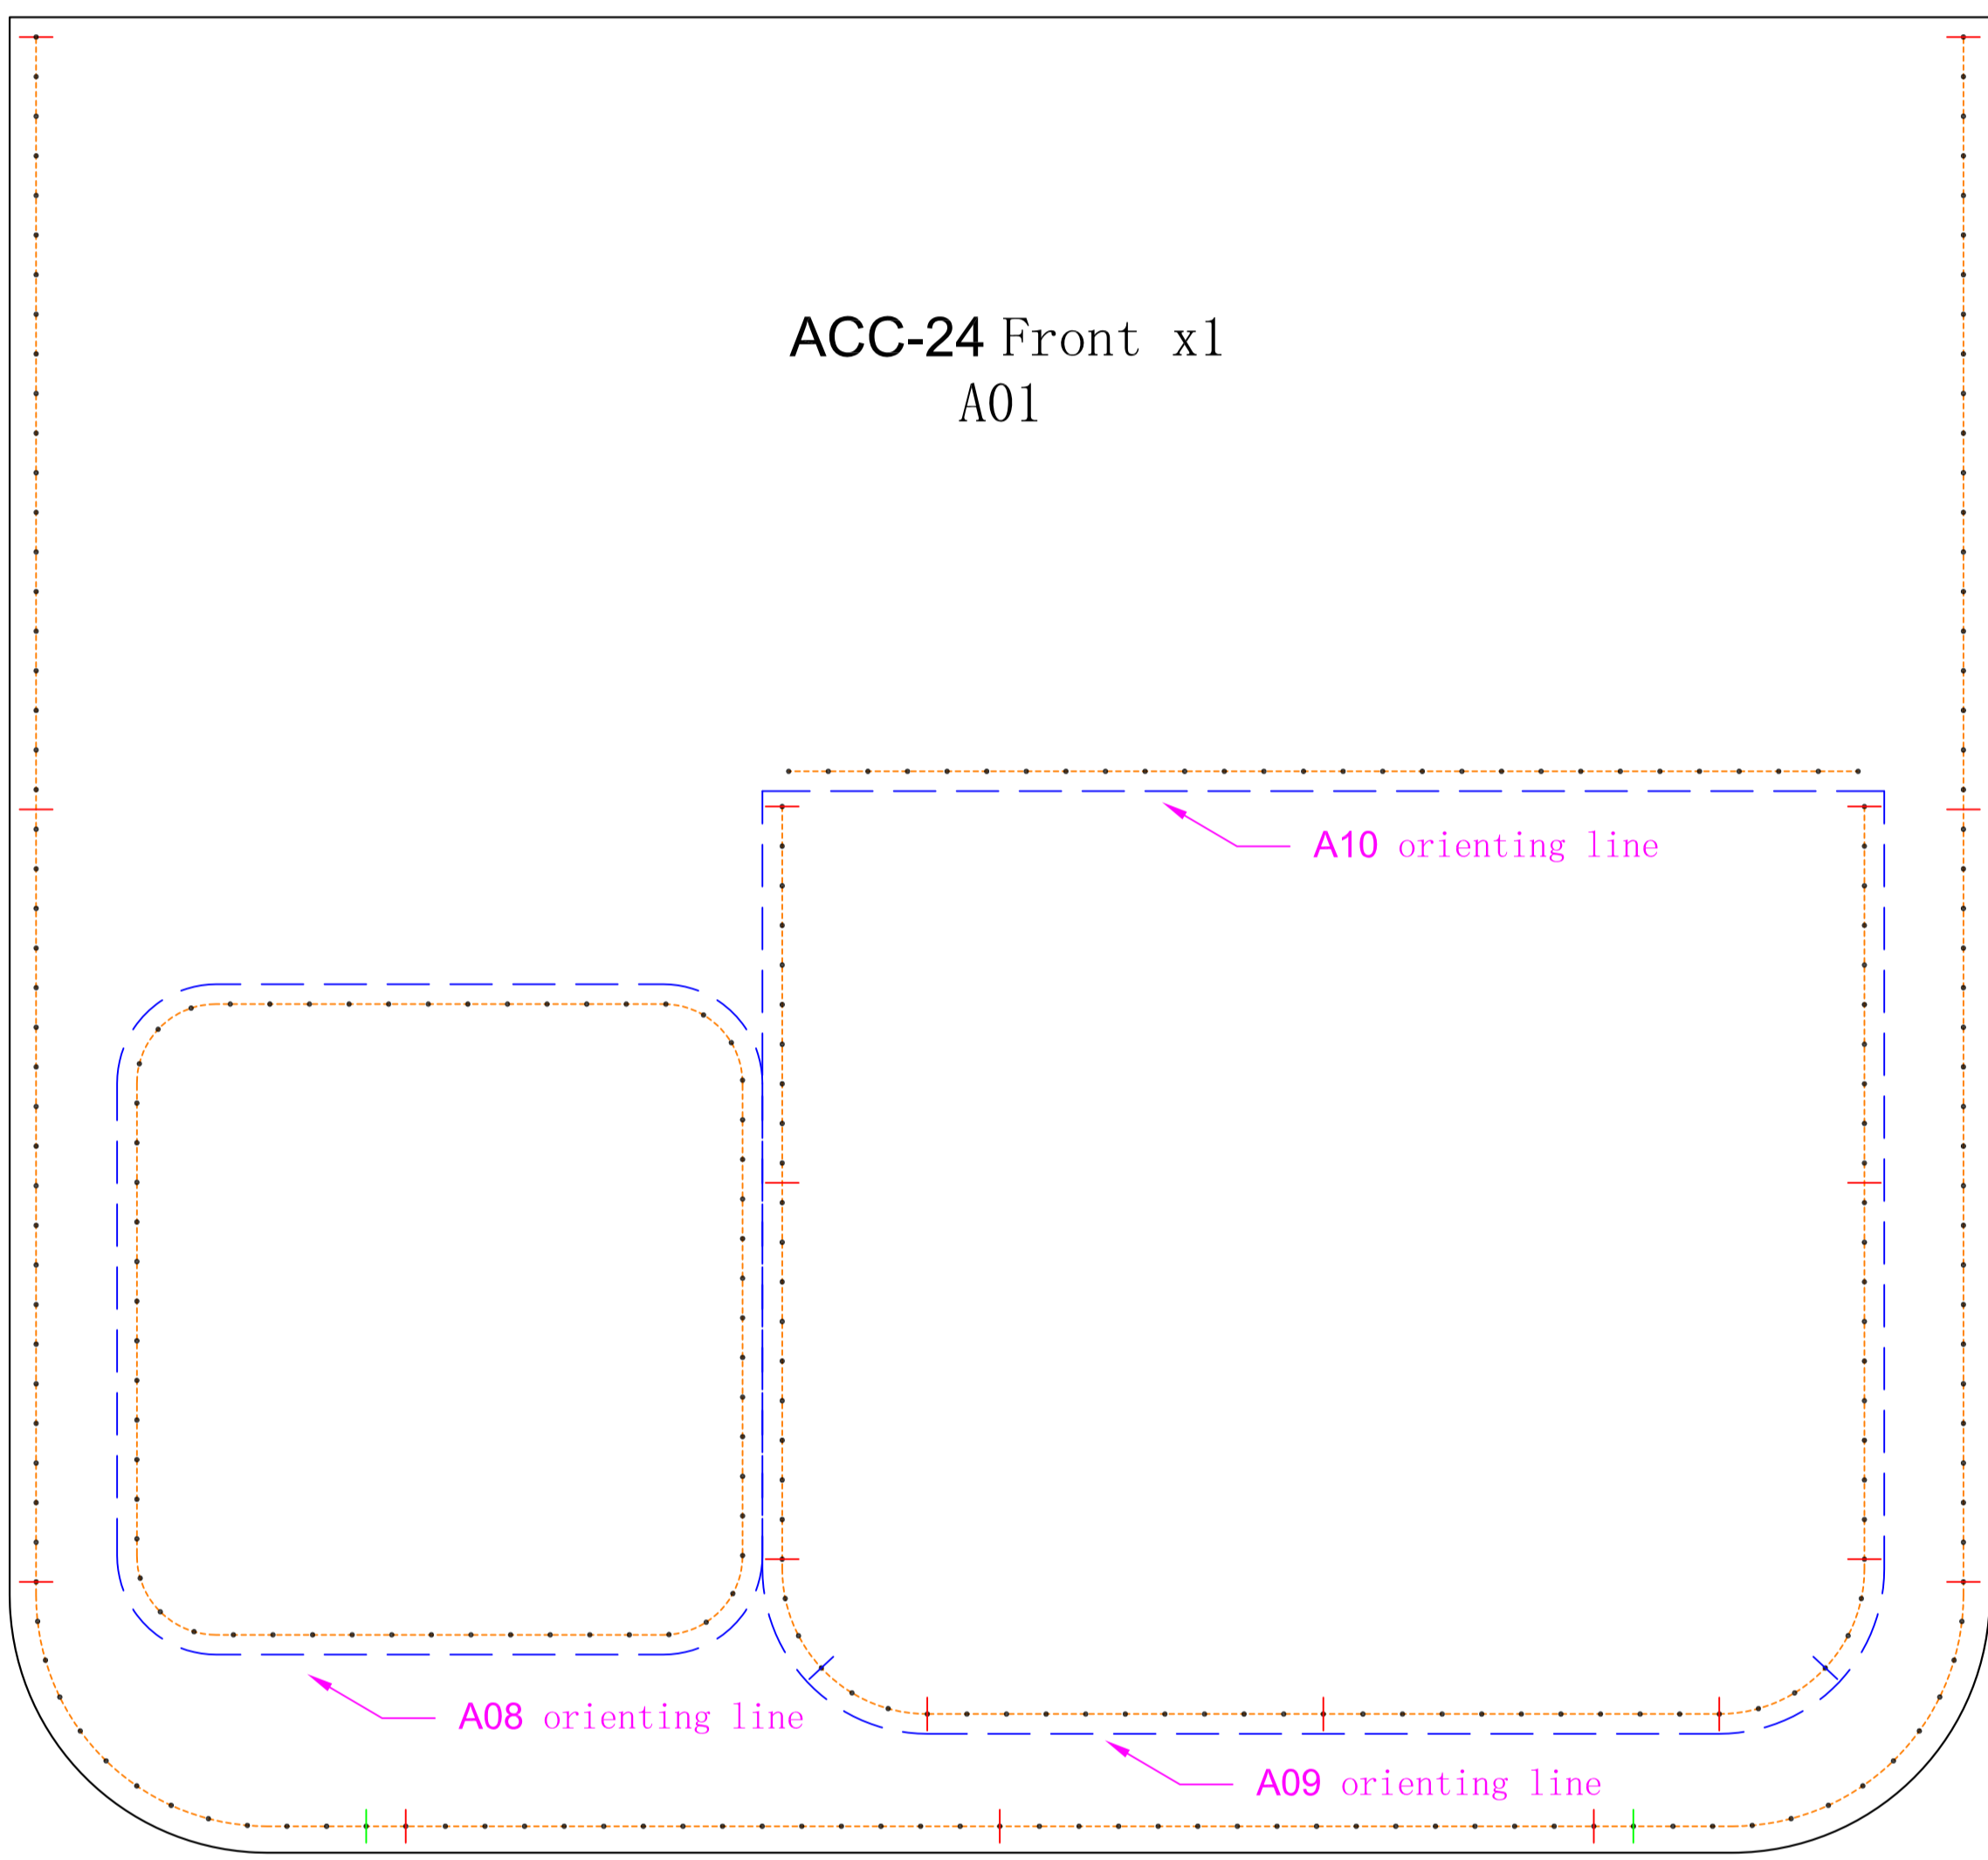 ACC-24 Front x1
A01
A10 orienting line
A08 orienting line
A09 orienting line